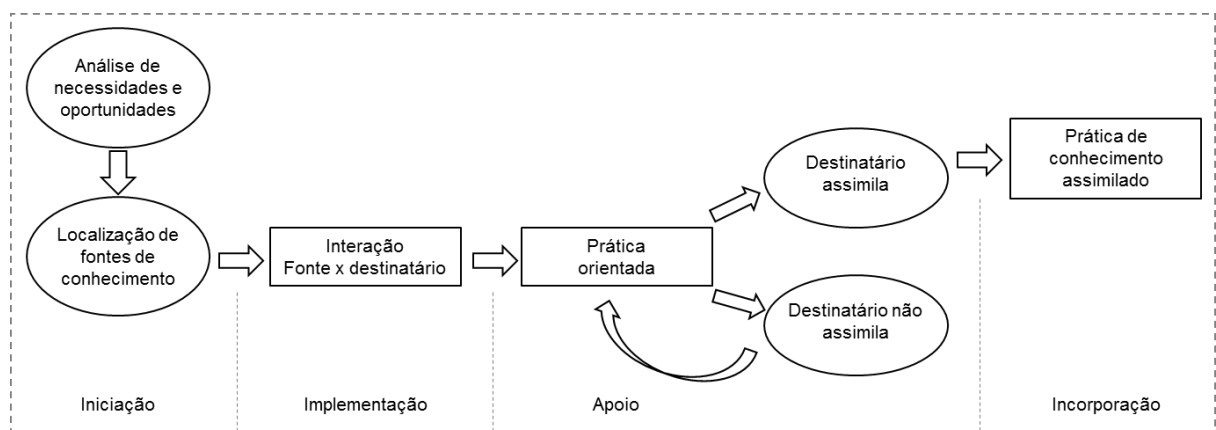 Análise de
necessidades e
oportunidades
Localização de
fontes de
conhecimento
Interação
Fonte x destinatário
Prática
orientada
Destinatário
assimila
Destinatário não
assimila
Prática de
conhecimento
assimilado
Iniciação
Implementação
Apoio
Incorporação